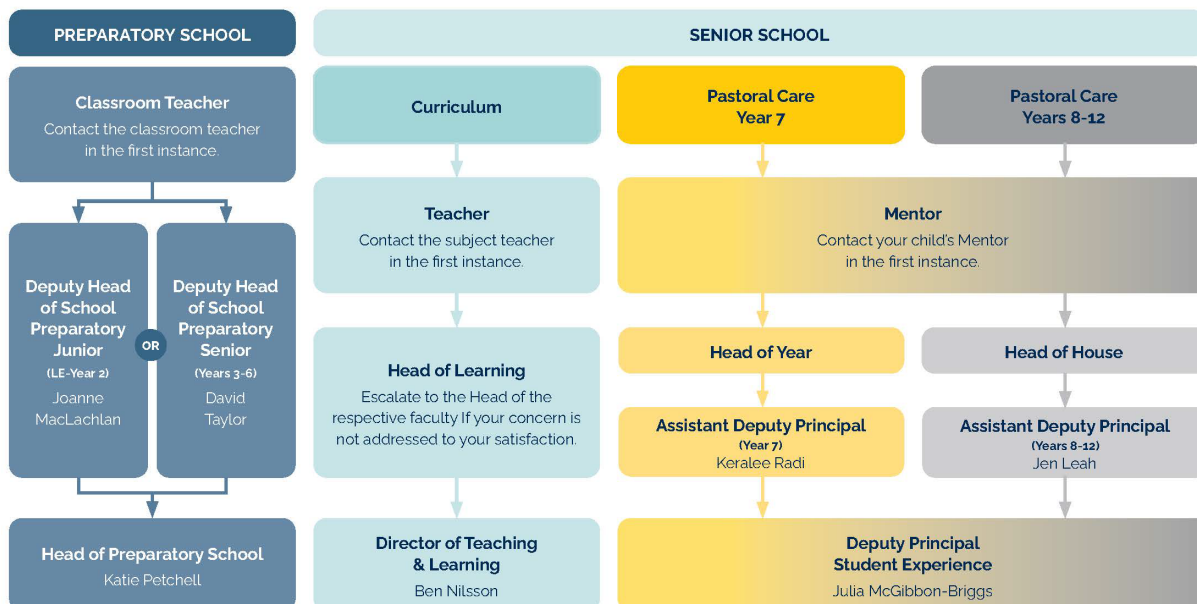 PREPARATORY SCHOOL
Classroom Teacher
Contact the classroom teacher
in the first instance.
Deputy Head
of School
Preparatory
Junior
(LE-Year 2)
Joanne
MacLachlan
OR
Deputy Head
of School
Preparatory
Senior
(Years 3-6)
David
Taylor
Head of Preparatory School
Katie Petchell
SENIOR SCHOOL
Curriculum
Teacher
Contact the subject teacher
in the first instance.
Head of Learning
Escalate to the Head of the
respective faculty If your concern is
not addressed to your satisfaction.
Director of Teaching
& Learning
Ben Nilsson
Pastoral Care
Year 7
Pastoral Care
Years 8-12
Mentor
Contact your child's Mentor
in the first instance.
Head of Year
Assistant Deputy Principal
(Year 7)
Keralee Radi
Head of House
Assistant Deputy Principal
(Years 8-12)
Jen Leah
Deputy Principal
Student Experience
Julia McGibbon-Briggs